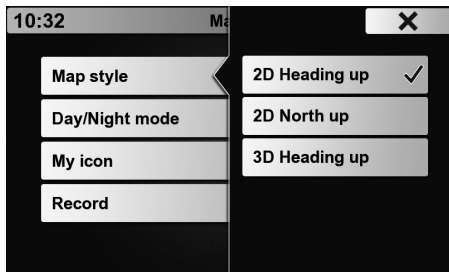 10:32
Map style
Day/Night mode
My icon
Record
2D Heading up
2D North up
3D Heading up